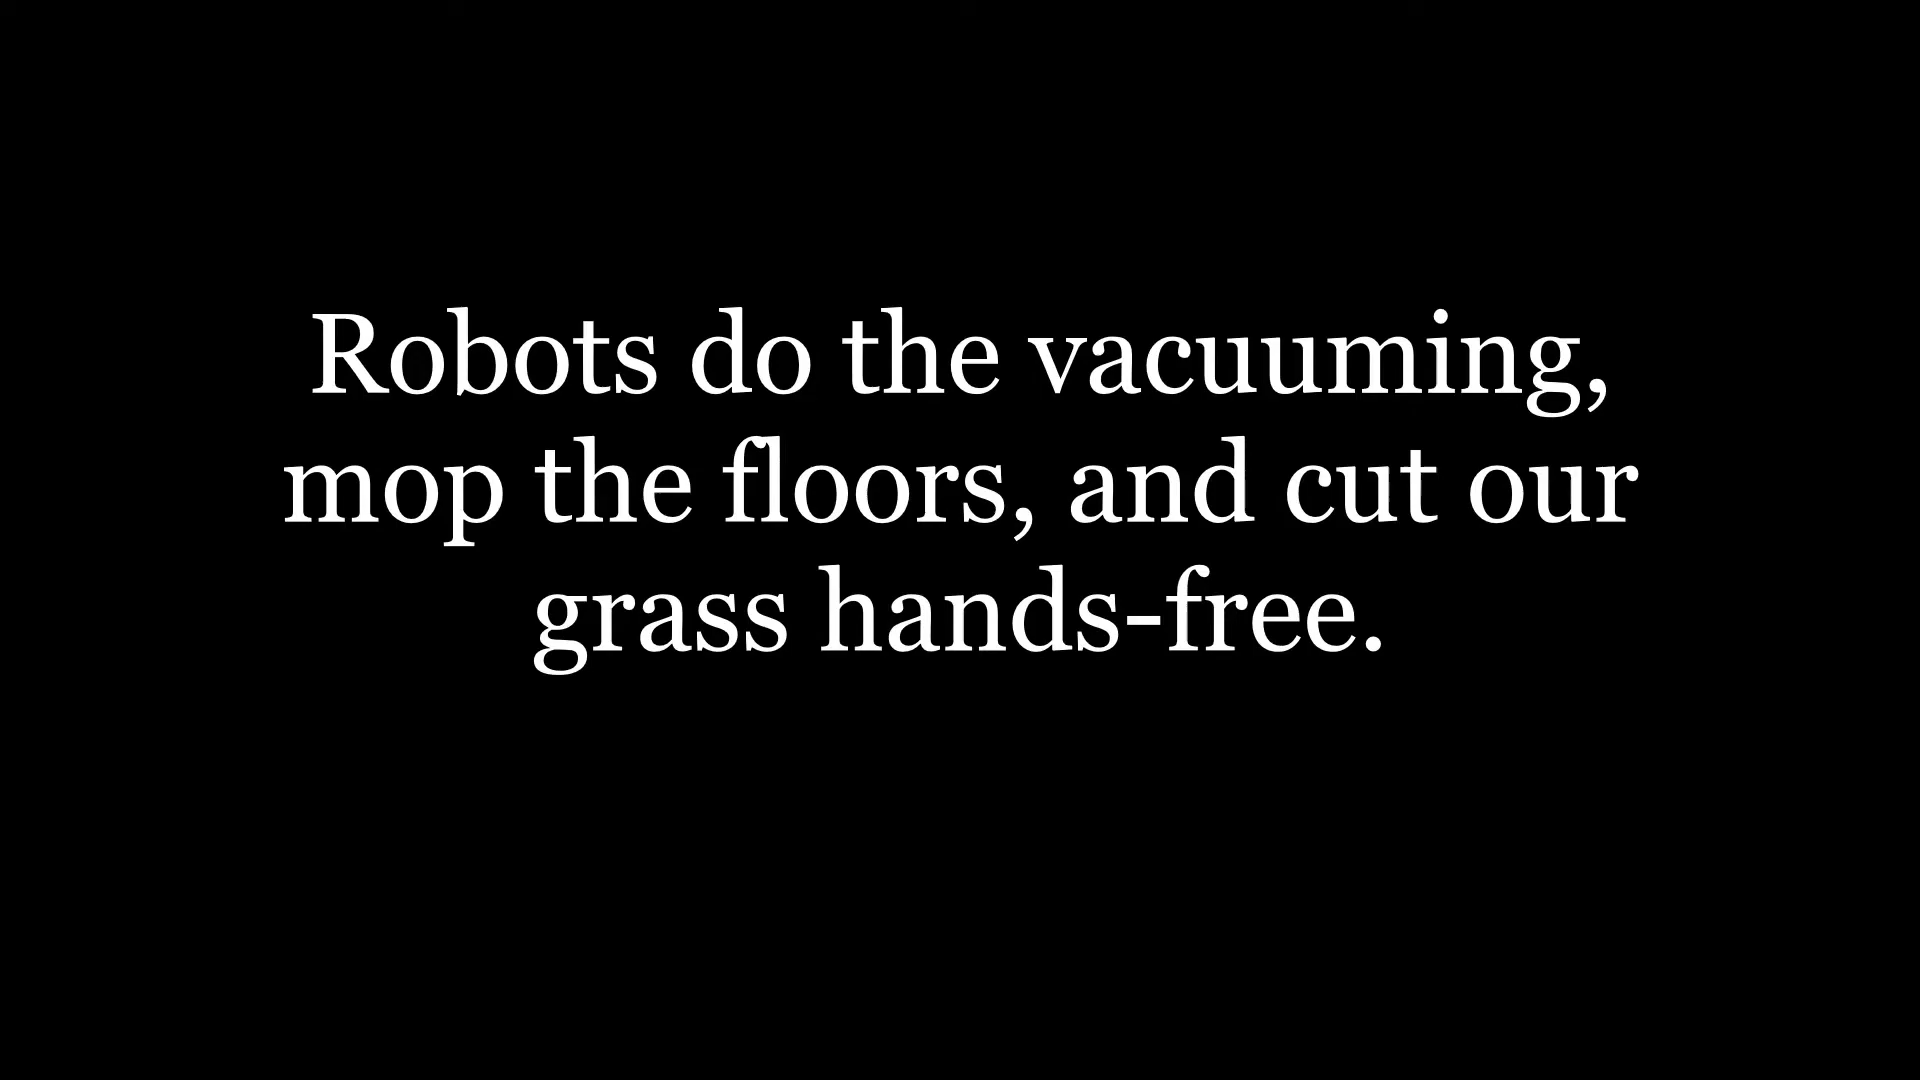 Robots do the vacuuming,
mop the floors, and cut our
grass hands-free.